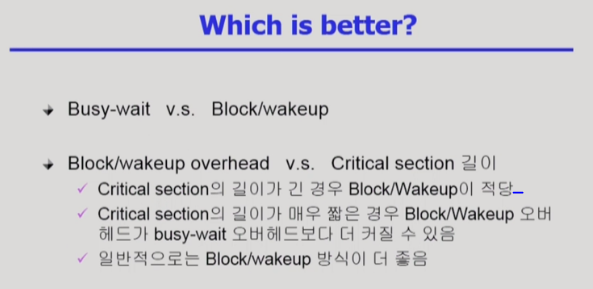 Which is better?
Busy-wait v.s. Block/wakeup
Block/wakeup overhead v.s. Critical section 길이
Critical section의 길이가 긴 경우 Block/Wakeup이 적당
Critical section의 길이가 매우 짧은 경우 Block/Wakeup 오버
헤드가 busy-wait 오버헤드보다 더 커질 수 있음
일반적으로는 Block/wakeup 방식이 더 좋음